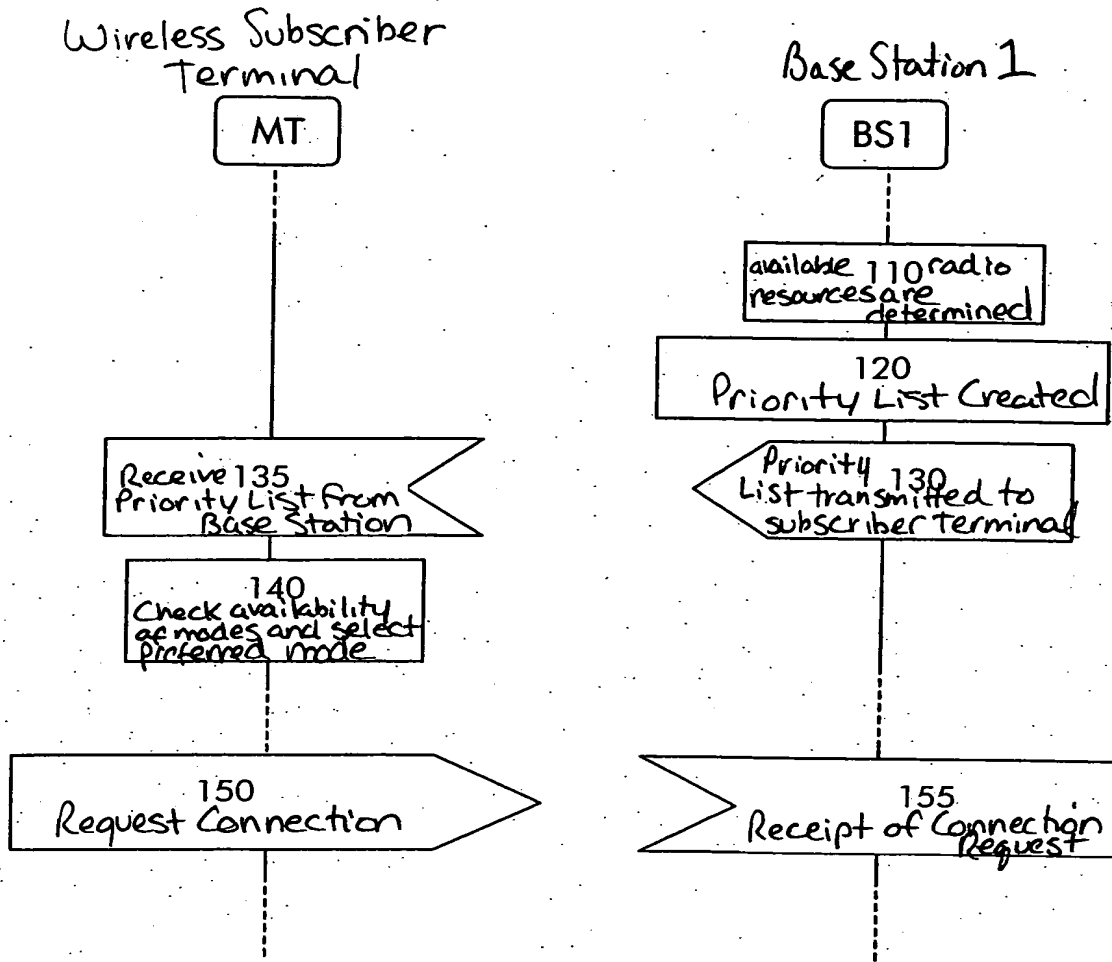 Wireless Subscriber
Terminal
MT
Base Station 1
BS1
available 110 radio
resources are
determined
120
Priority List Created
Priority 130
List transmitted to
subscriber terminal
Receive 135
Priority List from
Base Station
140
Check availability
of modes and select
preferred mode
150
Request Connection
155
Receipt of Connection
Request